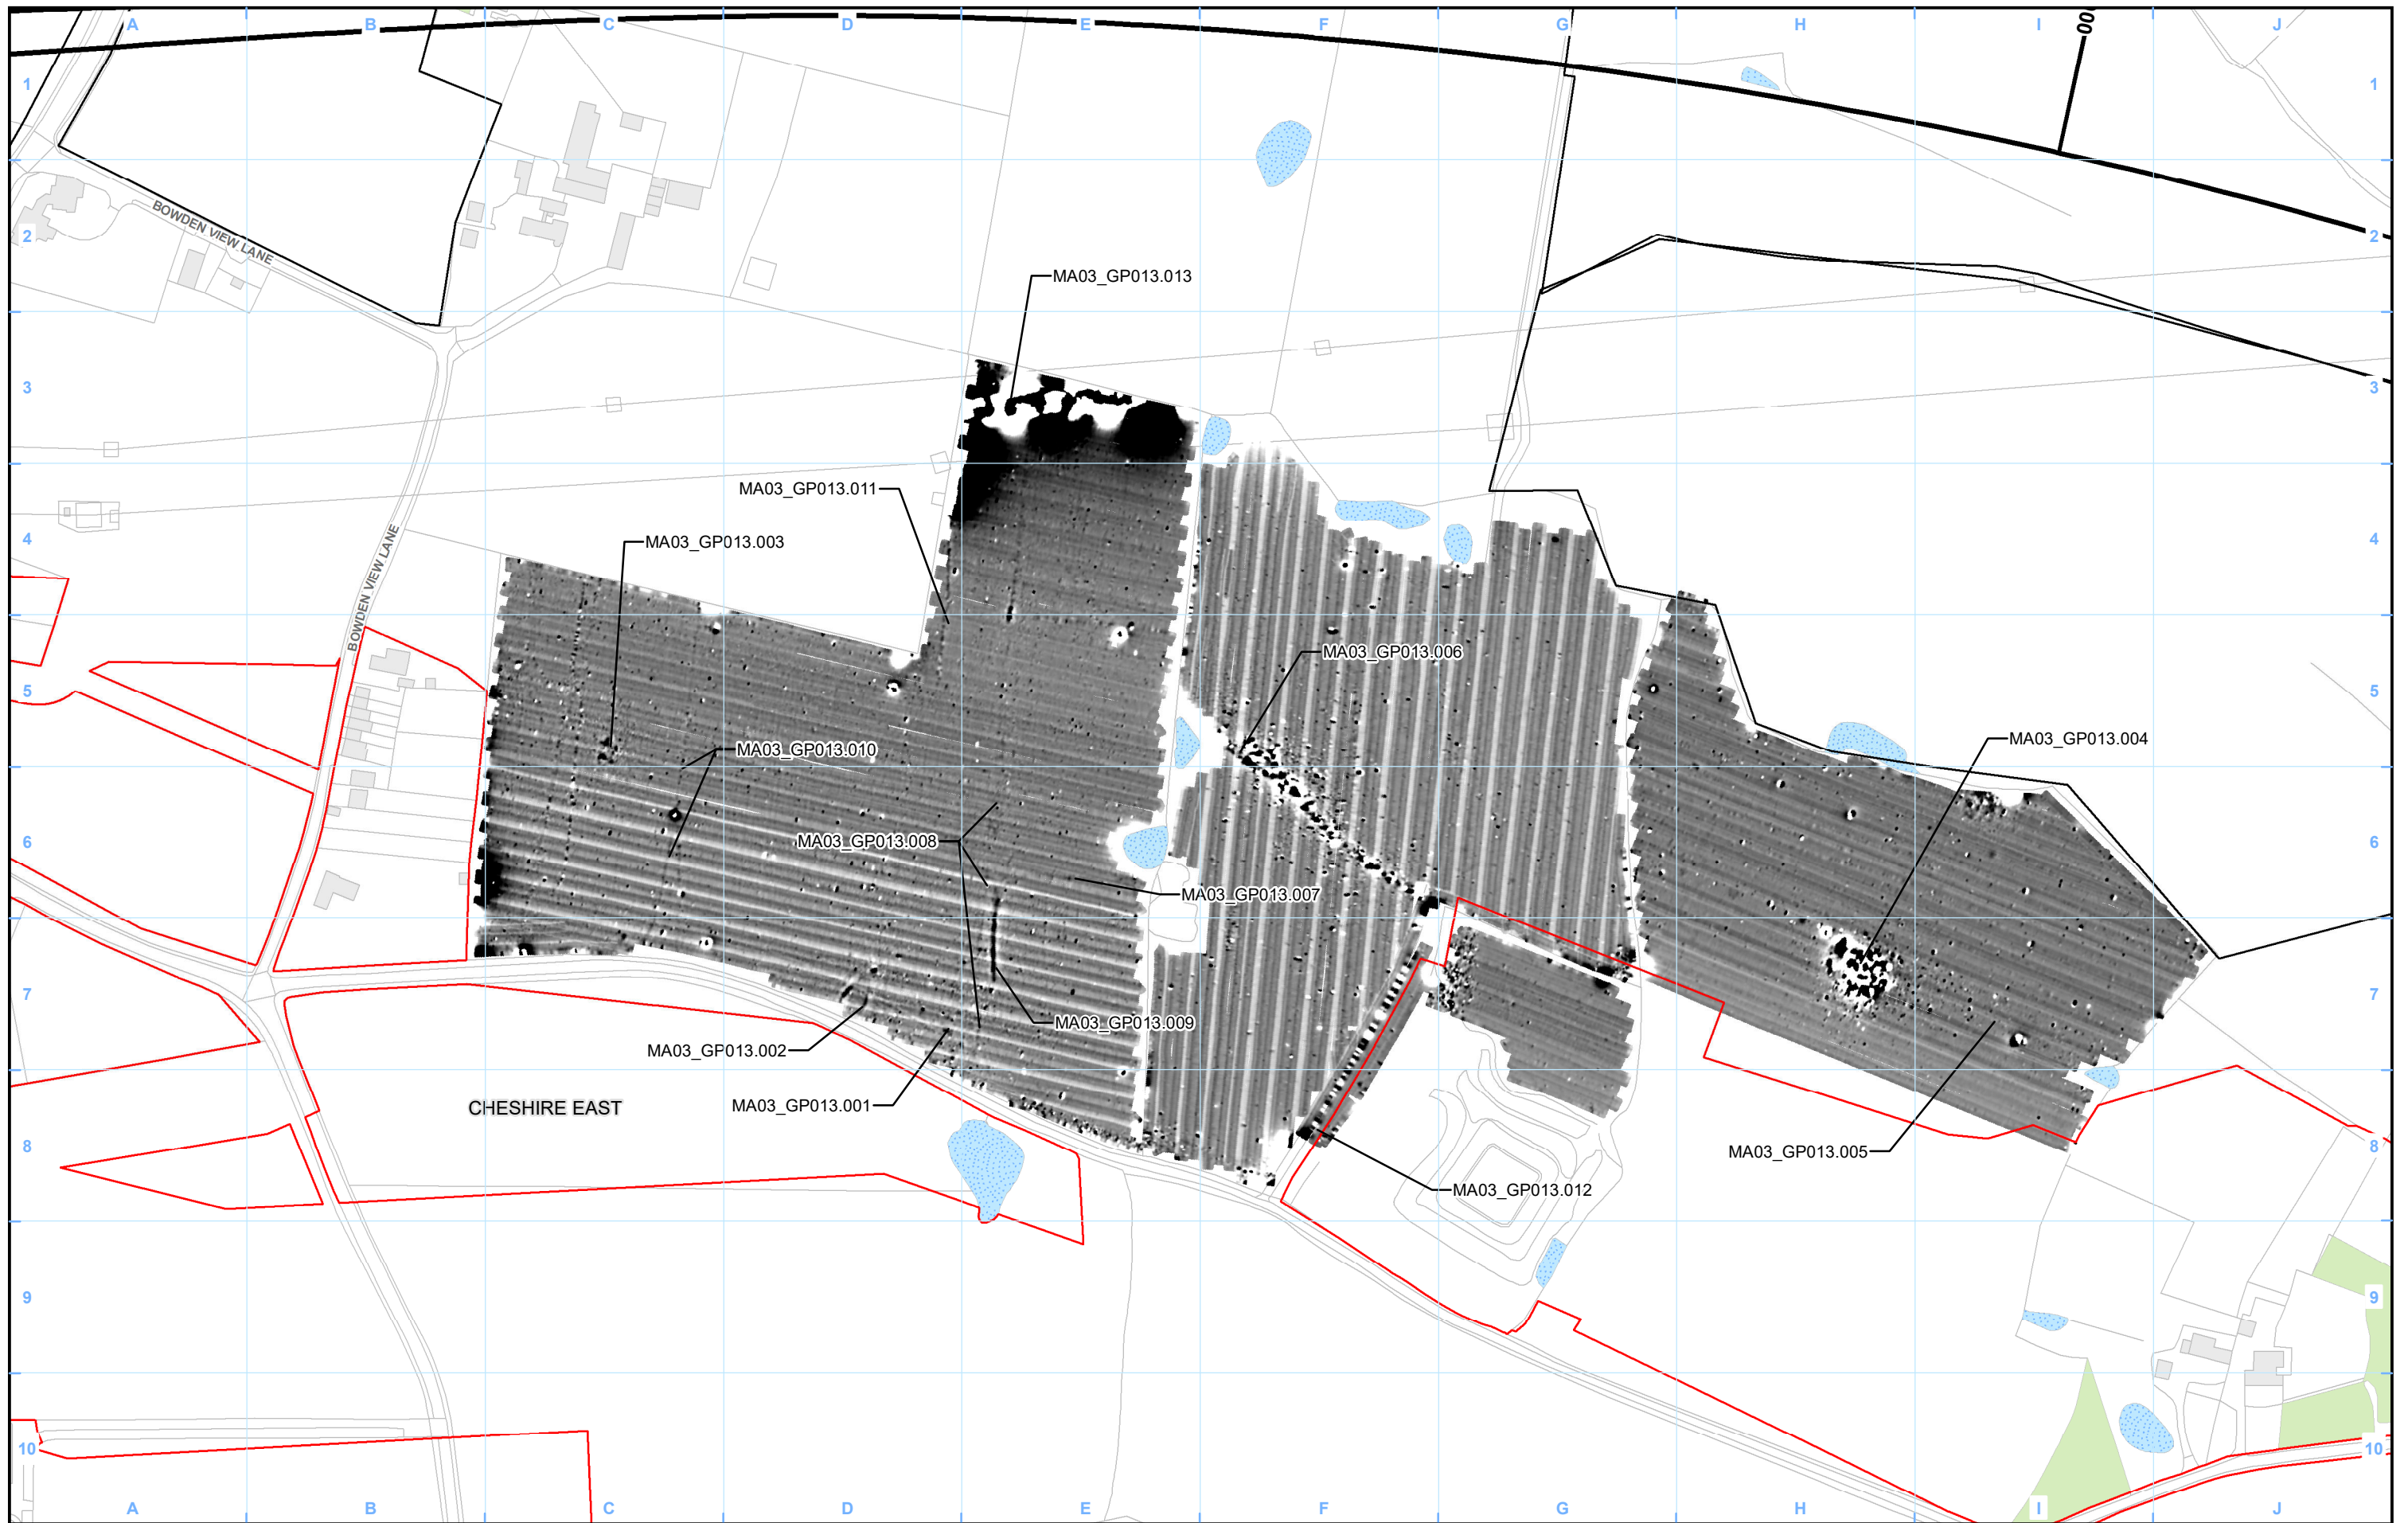 A B C D E F G H I J
00
1 1
BOWDEN VIEW LANE
2 2
MA03_GP013.013
3 3
MA03_GP013.011
MA03_GP013.003
4 4
BOWDEN VIEW LANE
MA03_GP013.006
5 5
MA03_GP013.004
MA03_GP013.010
MA03_GP013.008
6 6
MA03_GP013.007
7 7
MA03_GP013.009
MA03_GP013.002
MA03_GP013.001
CHESHIRE EAST
8 8
MA03_GP013.005
MA03_GP013.012
9 9
10 10
A B C D E F G H I J